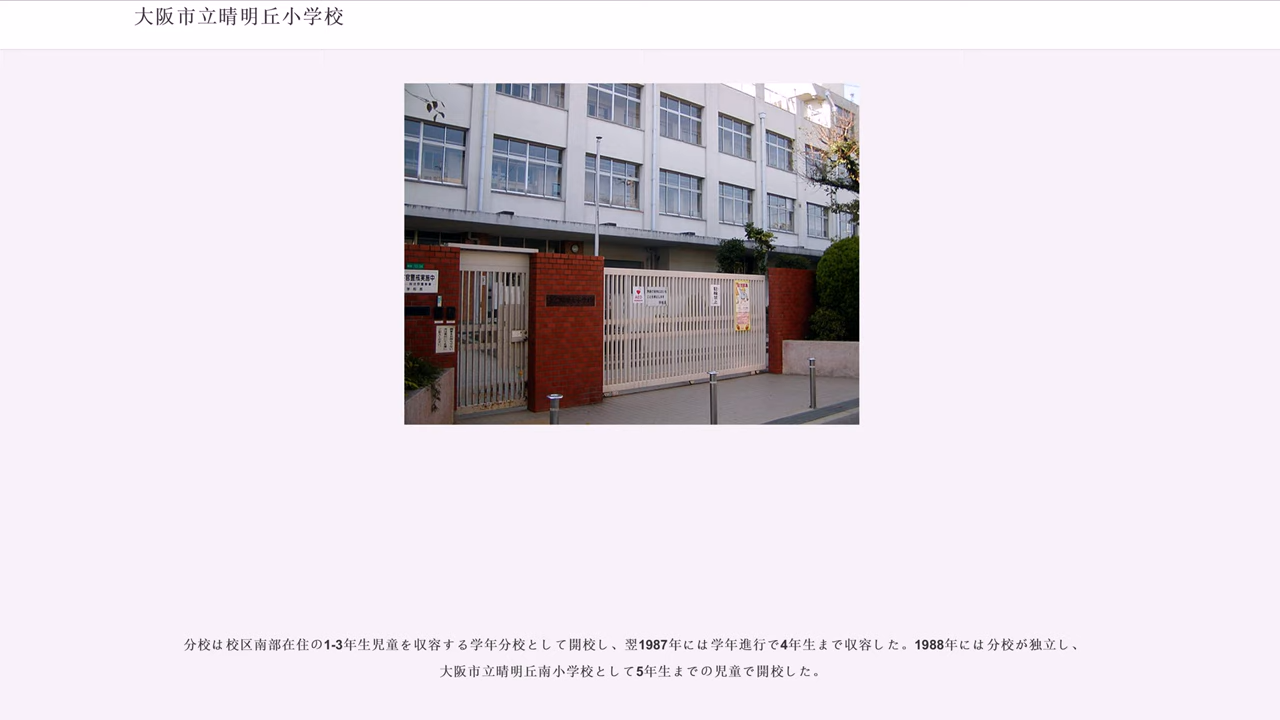 大阪市立晴明丘小学校
分校は校区南部在住の1-3年生児童を収容する学年分校として開校し、翌1987年には学年進行で4年生まで収容した。1988年には分校が独立し、
大阪市立晴明丘南小学校として5年生までの児童で開校した。